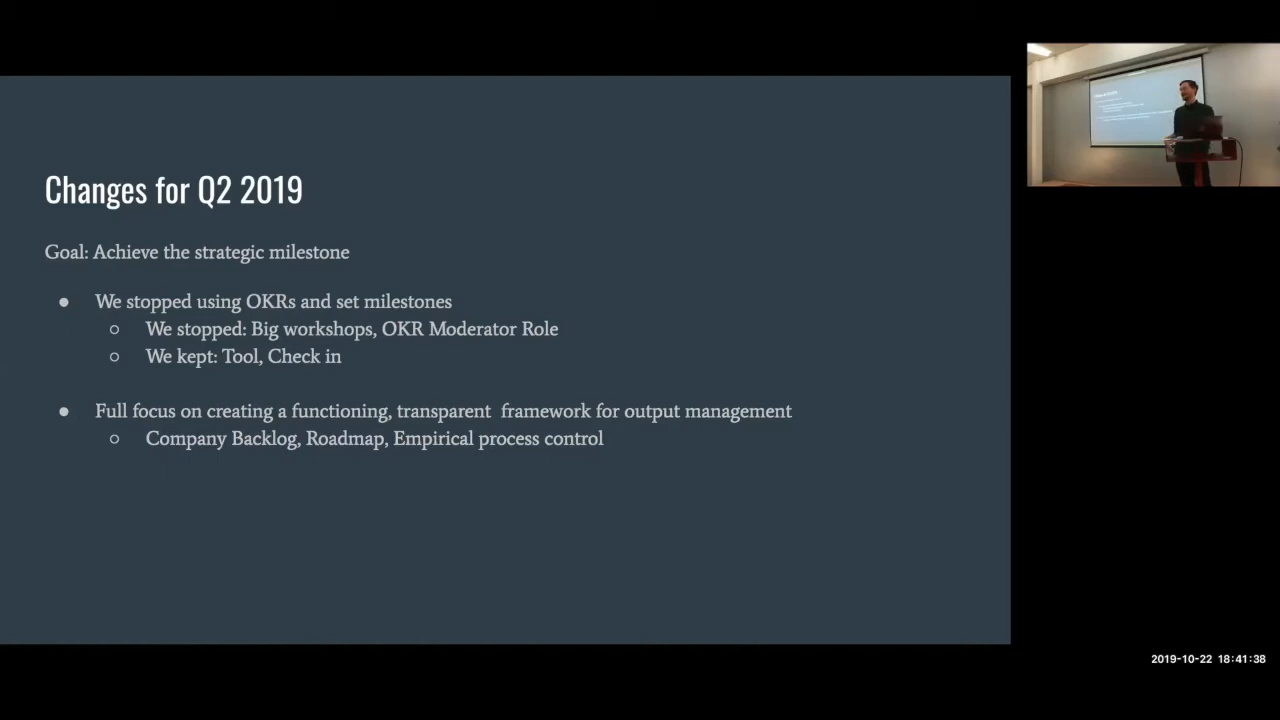 Changes for Q2 2019
Goal: Achieve the strategic milestone
● We stopped using OKRs and set milestones
○ We stopped: Big workshops, OKR Moderator Role
○ We kept: Tool, Check in
● Full focus on creating a functioning, transparent  framework for output management
○ Company Backlog, Roadmap, Empirical process control
2019-10-22 18:41:38